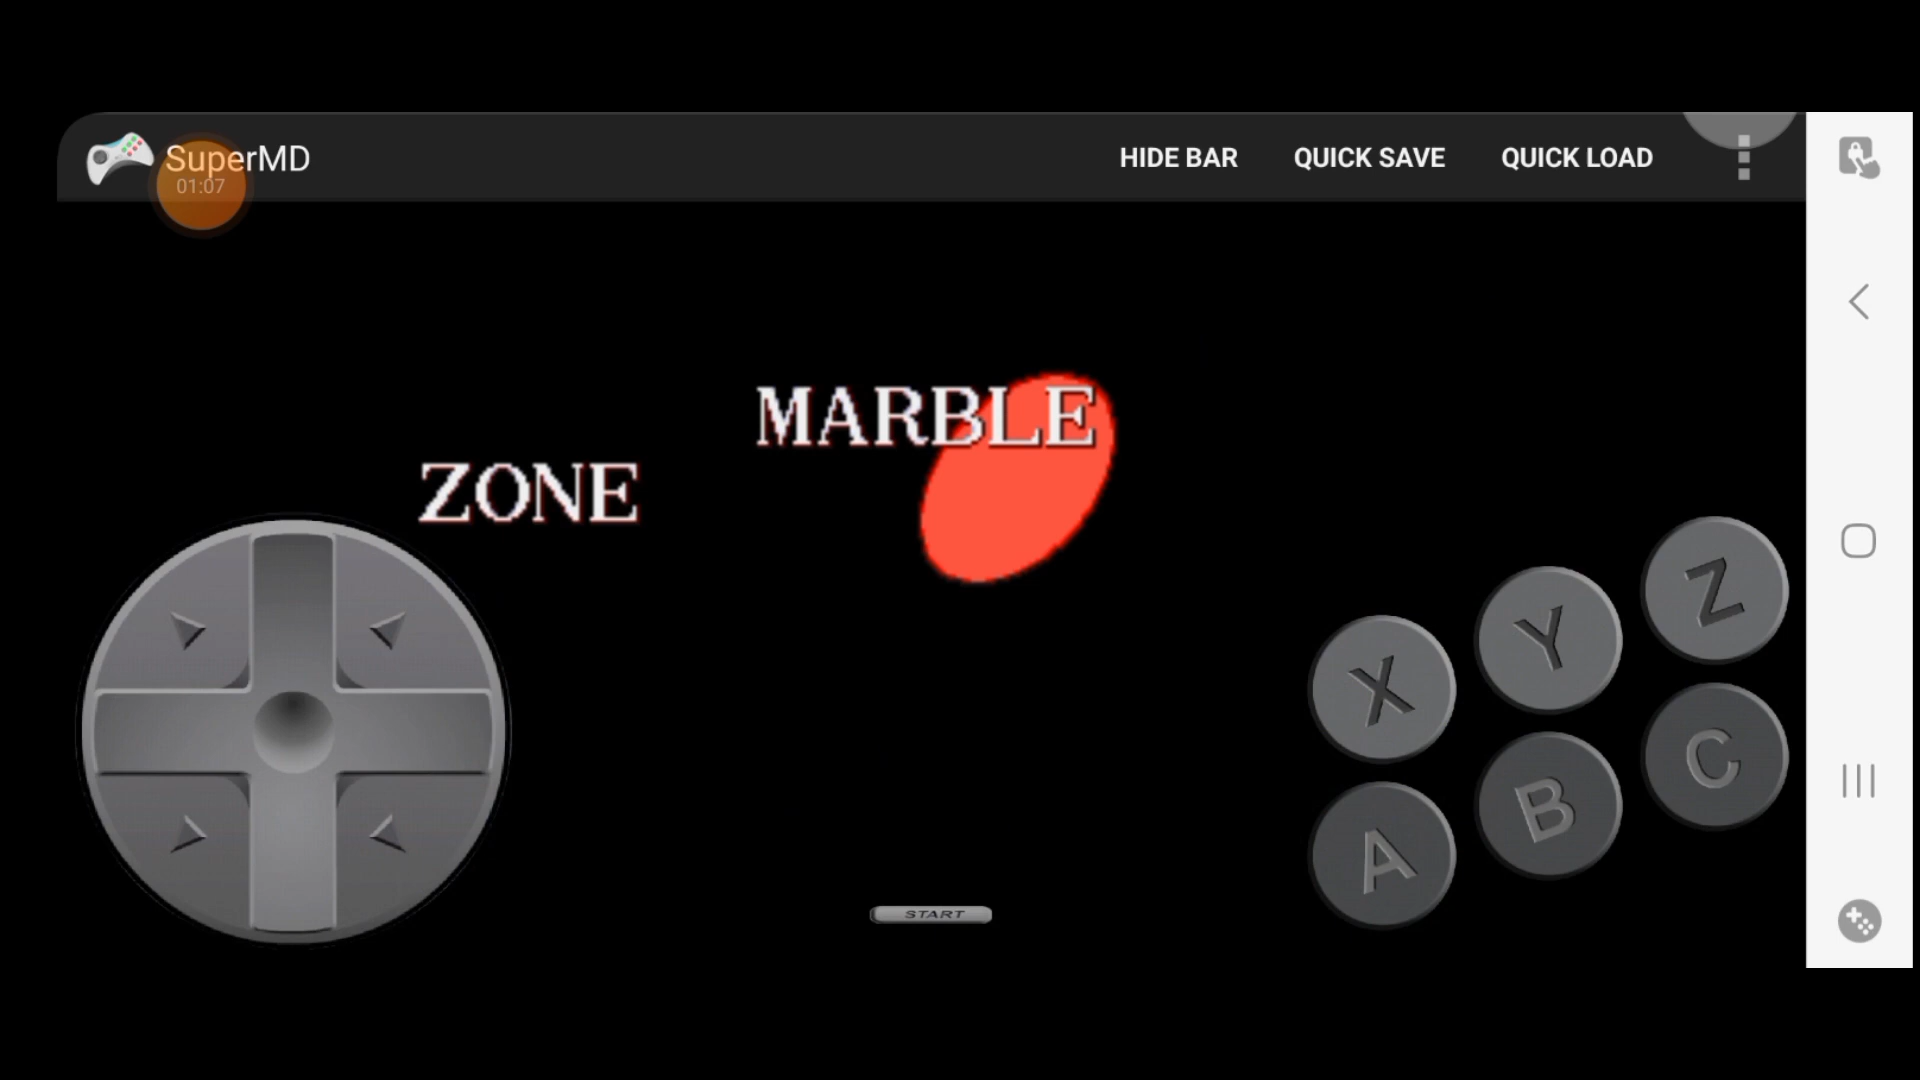 SuperMD
01:07
HIDE BAR
QUICK SAVE
QUICK LOAD
MARBLE
ZONE
X
Y
Z
A
B
C
START